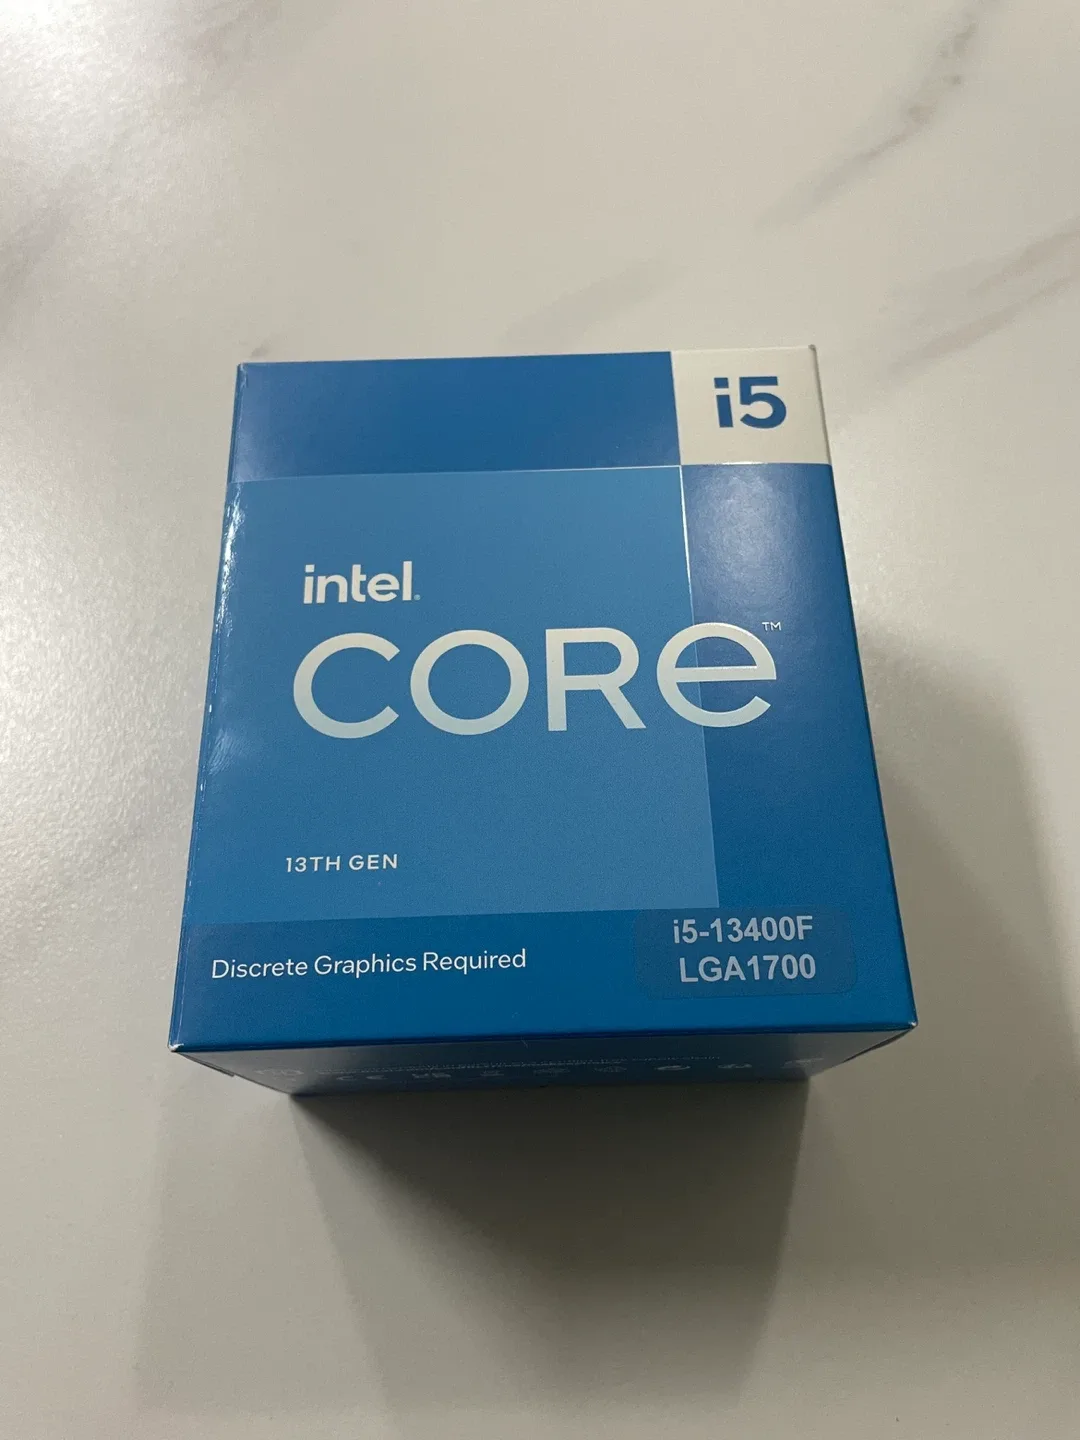 i5
intel.
CORE™
13TH GEN
i5-13400F
Discrete Graphics Required
LGA1700